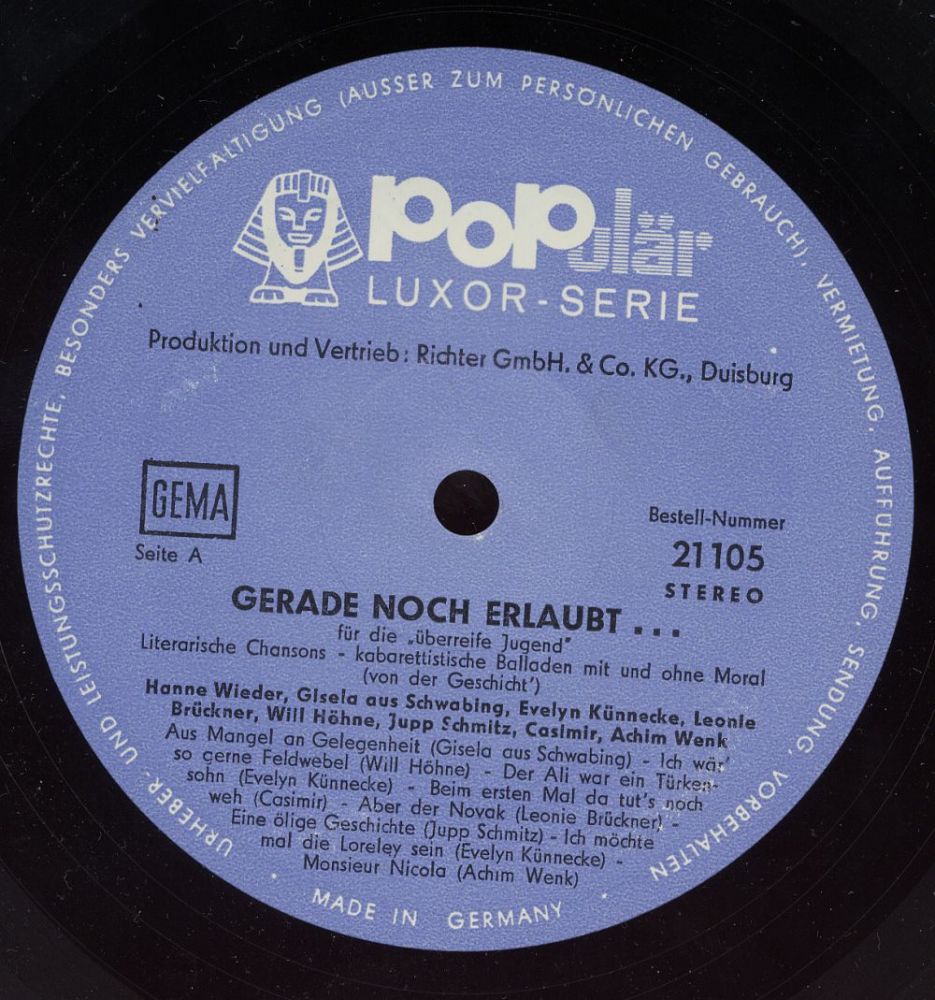 URHEBER- UND LEISTUNGSSCHUTZRECHTE, BESONDERS VERVIELFÄLTIGUNG (AUSSER ZUM PERSÖNLICHEN GEBRAUCH), VERMIETUNG, AUFFÜHRUNG, SENDUNG, VORBEHALTEN
POPulär
LUXOR-SERIE
Produktion und Vertrieb: Richter GmbH. & Co. KG., Duisburg
GEMA
Seite A
Bestell-Nummer
21105
STEREO
GERADE NOCH ERLAUBT ...
für die „überreife Jugend"
Literarische Chansons - kabarettistische Balladen mit und ohne Moral
(von der Geschicht')
Hanne Wieder, Gisela aus Schwabing, Evelyn Künnecke, Leonie
Brückner, Will Höhne, Jupp Schmitz, Casimir, Achim Wenk
Aus Mangel an Gelegenheit (Gisela aus Schwabing) - Ich wär'
so gerne Feldwebel (Will Höhne) - Der Ali war ein Türken-
sohn (Evelyn Künnecke) - Beim ersten Mal da tut's noch
weh (Casimir) - Aber der Novak (Leonie Brückner) -
Eine ölige Geschichte (Jupp Schmitz) - Ich möchte
mal die Loreley sein (Evelyn Künnecke) -
Monsieur Nicola (Achim Wenk)
· MADE IN GERMANY ·